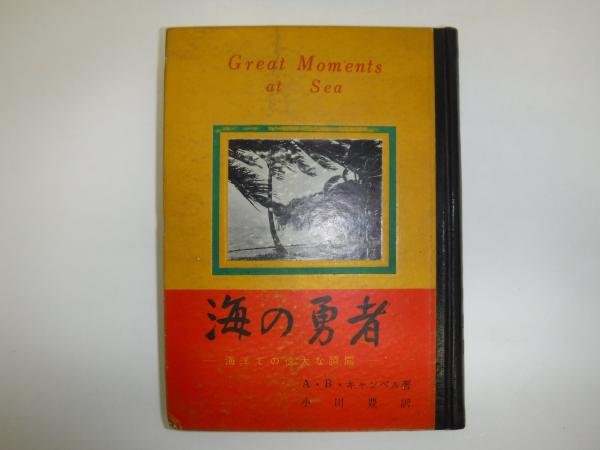 Great Moments
at Sea
海の勇者
海洋での偉大な瞬間
A・B・キャンベル著
小川豊訳